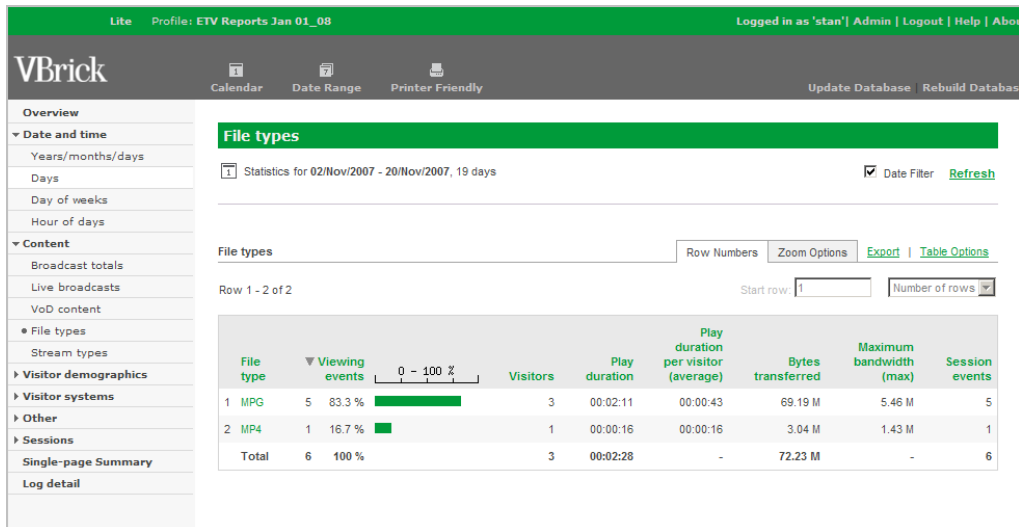 Lite Profile: ETV Reports Jan 01_08 Logged in as 'stan'| Admin | Logout | Help |
VBrick
1
Calendar
7
Date Range
Printer Friendly
Update Database | Rebuild Databas
Overview
Date and time
Years/months/days
Days
Day of weeks
Hour of days
Content
Broadcast totals
Live broadcasts
VoD content
File types
Stream types
Visitor demographics
Visitor systems
Other
Sessions
Single-page Summary
Log detail
File types
1 Statistics for 02/Nov/2007 - 20/Nov/2007, 19 days
Date Filter Refresh
File types
Row Numbers Zoom Options Export | Table Options
Row 1 - 2 of 2
Start row: 1 Number of rows
File type Viewing events 0 - 100 % Visitors Play duration Play duration per visitor (average) Bytes transferred Maximum bandwidth (max) Session events
1 MPG 5 83.3 % 3 00:02:11 00:00:43 69.19 M 5.46 M 5
2 MP4 1 16.7 % 1 00:00:16 00:00:16 3.04 M 1.43 M 1
Total 6 100 % 3 00:02:28 - 72.23 M - 6